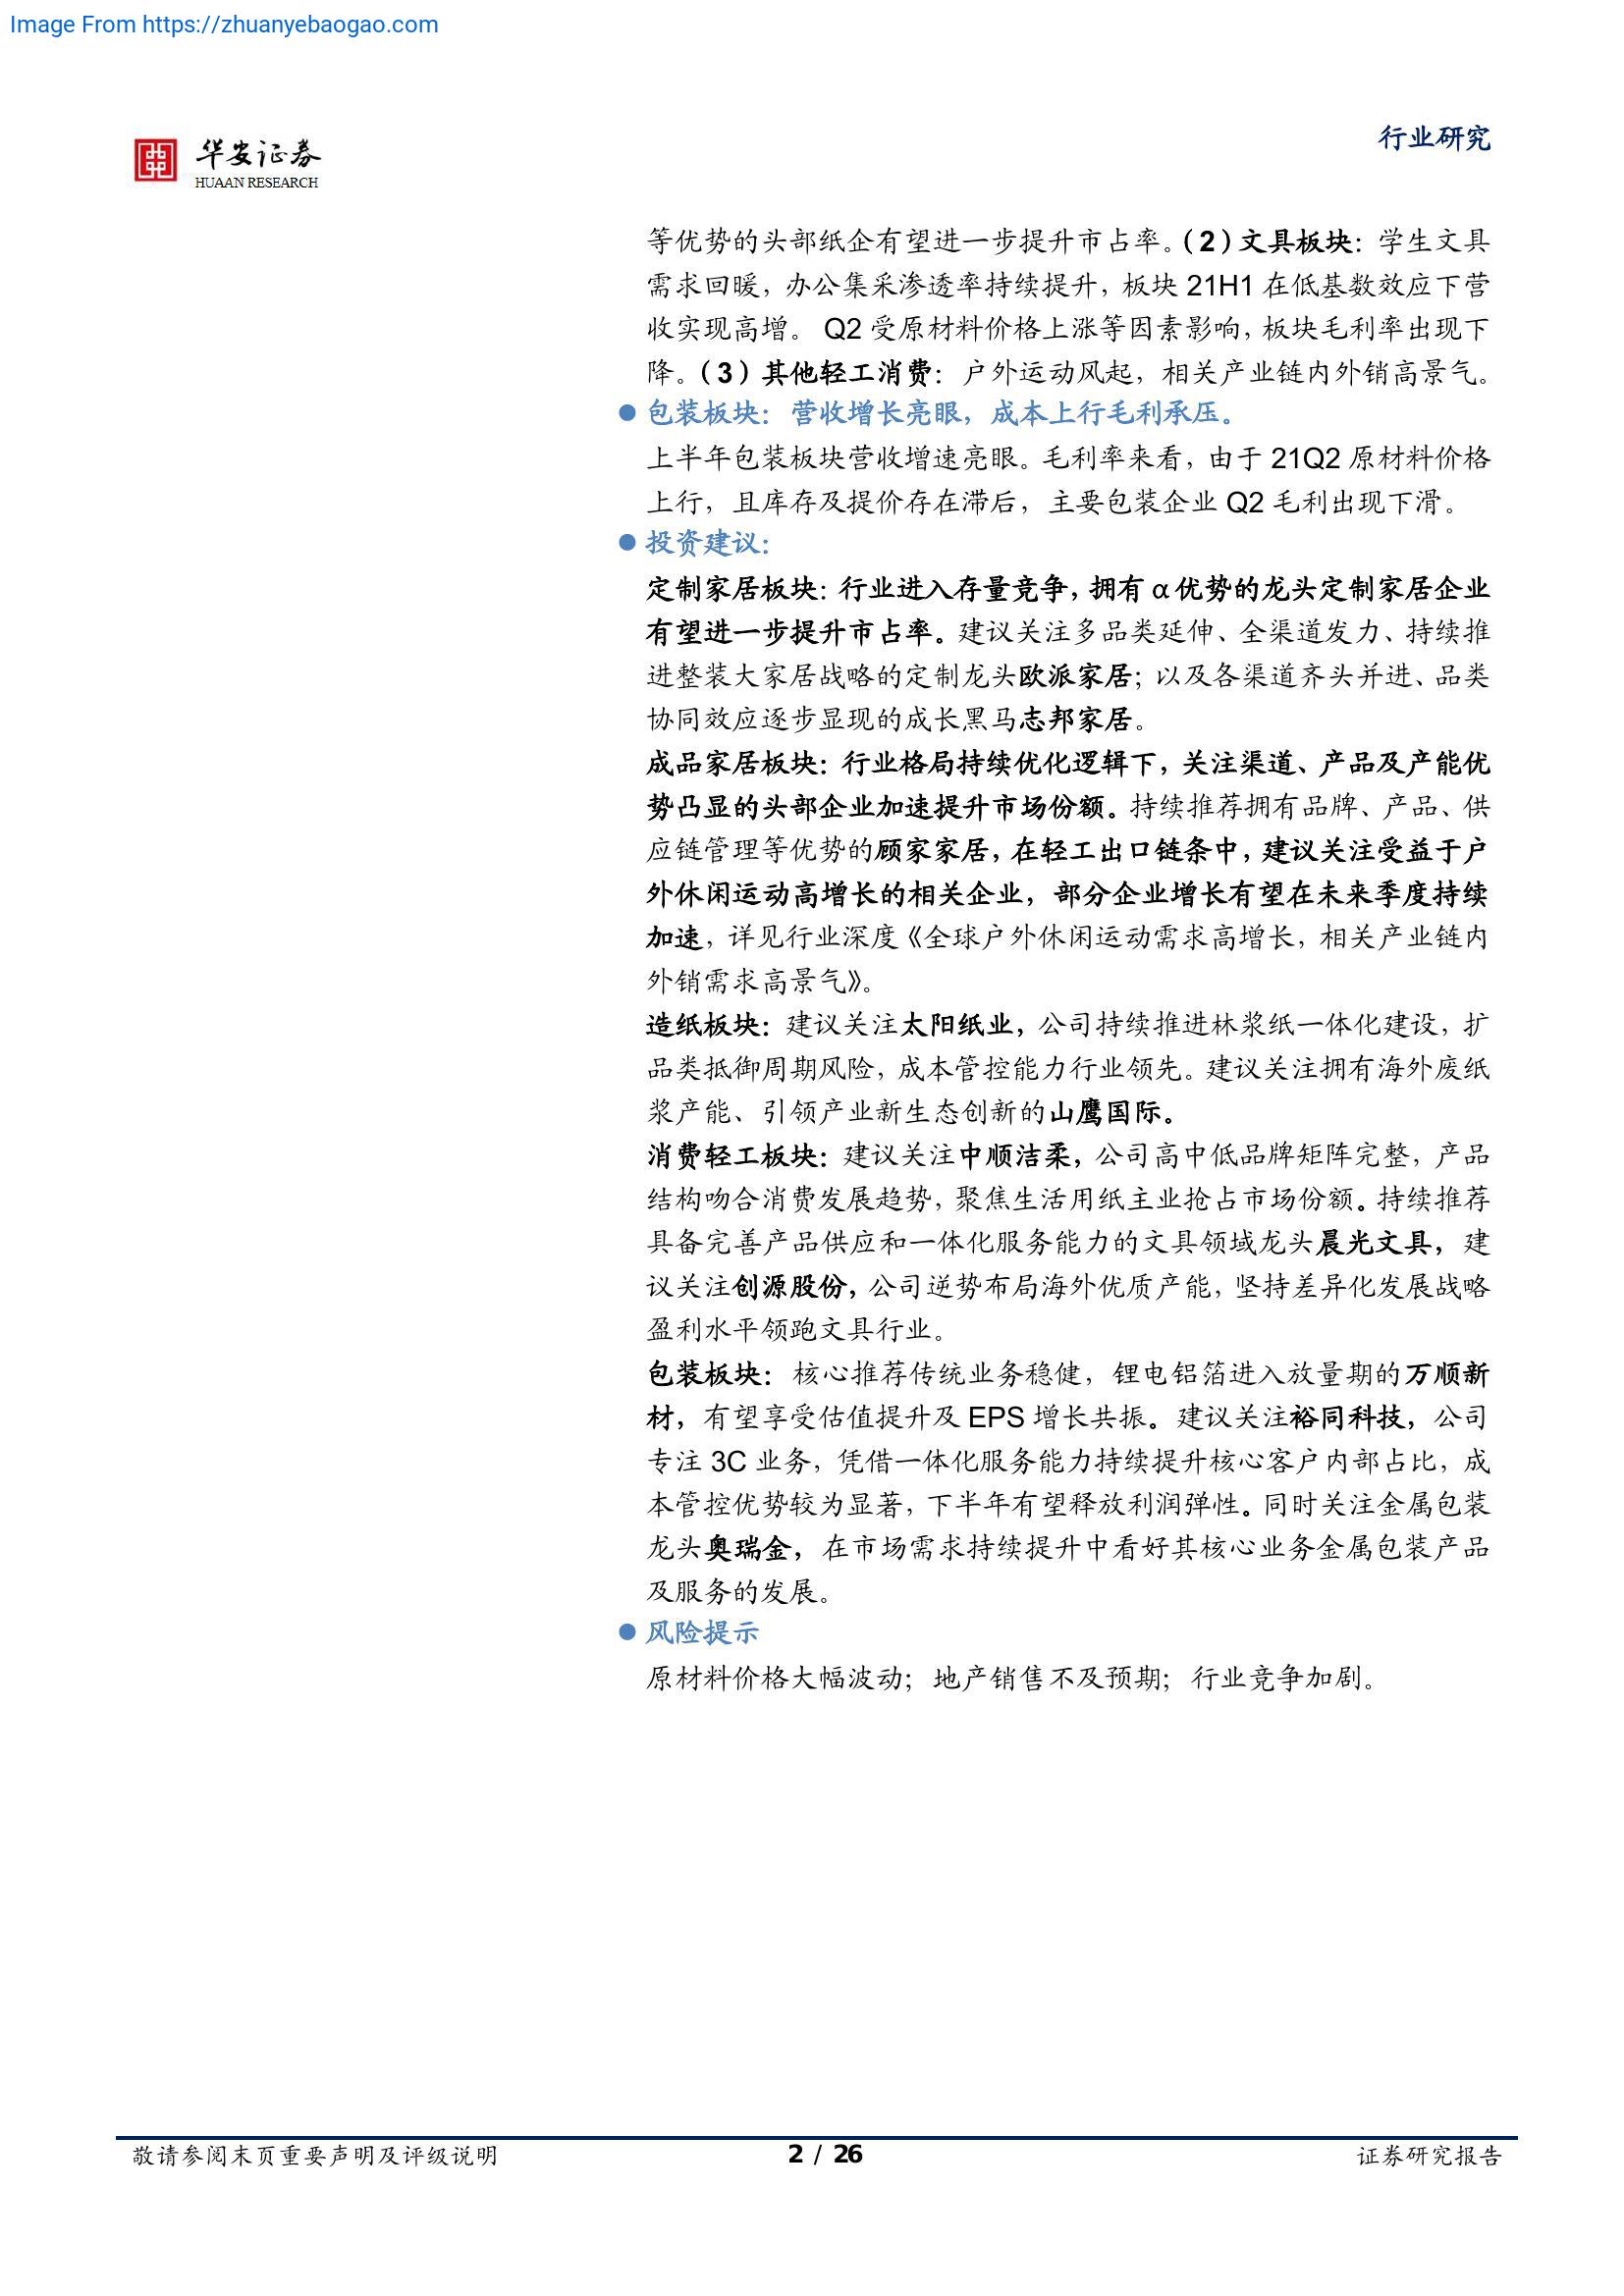 Image From https://zhuanyebaogao.com
华安证券
HUAAN RESEARCH
行业研究
等优势的头部纸企有望进一步提升市占率。（2）文具板块：学生文具
需求回暖，办公集采渗透率持续提升，板块 21H1 在低基数效应下营
收实现高增。 Q2 受原材料价格上涨等因素影响，板块毛利率出现下
降。（3）其他轻工消费：户外运动风起，相关产业链内外销高景气。
● 包装板块：营收增长亮眼，成本上行毛利承压。
上半年包装板块营收增速亮眼。毛利率来看，由于 21Q2 原材料价格
上行，且库存及提价存在滞后，主要包装企业 Q2 毛利出现下滑。
● 投资建议：
定制家居板块：行业进入存量竞争，拥有 α 优势的龙头定制家居企业
有望进一步提升市占率。建议关注多品类延伸、全渠道发力、持续推
进整装大家居战略的定制龙头欧派家居；以及各渠道齐头并进、品类
协同效应逐步显现的成长黑马志邦家居。
成品家居板块：行业格局持续优化逻辑下，关注渠道、产品及产能优
势凸显的头部企业加速提升市场份额。持续推荐拥有品牌、产品、供
应链管理等优势的顾家家居，在轻工出口链条中，建议关注受益于户
外休闲运动高增长的相关企业，部分企业增长有望在未来季度持续
加速，详见行业深度《全球户外休闲运动需求高增长，相关产业链内
外销需求高景气》。
造纸板块：建议关注太阳纸业，公司持续推进林浆纸一体化建设，扩
品类抵御周期风险，成本管控能力行业领先。建议关注拥有海外废纸
浆产能、引领产业新生态创新的山鹰国际。
消费轻工板块：建议关注中顺洁柔，公司高中低品牌矩阵完整，产品
结构吻合消费发展趋势，聚焦生活用纸主业抢占市场份额。持续推荐
具备完善产品供应和一体化服务能力的文具领域龙头晨光文具，建
议关注创源股份，公司逆势布局海外优质产能，坚持差异化发展战略
盈利水平领跑文具行业。
包装板块：核心推荐传统业务稳健，锂电铝箔进入放量期的万顺新
材，有望享受估值提升及 EPS 增长共振。建议关注裕同科技，公司
专注 3C 业务，凭借一体化服务能力持续提升核心客户内部占比，成
本管控优势较为显著，下半年有望释放利润弹性。同时关注金属包装
龙头奥瑞金，在市场需求持续提升中看好其核心业务金属包装产品
及服务的发展。
● 风险提示
原材料价格大幅波动；地产销售不及预期；行业竞争加剧。
敬请参阅末页重要声明及评级说明
2 / 26
证券研究报告